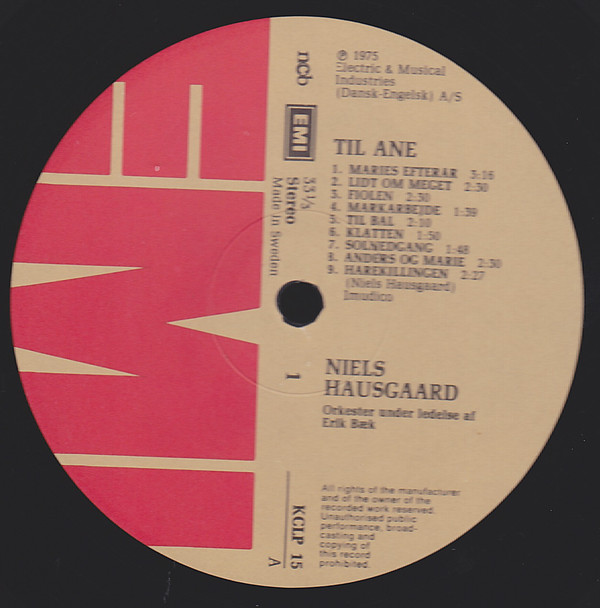 EMI
ncb
EMI
33 1/3
Stereo
Made in Sweden
1
KCLP 15
A
℗ 1975
Electric & Musical
Industries
(Dansk-Engelsk) A/S
TIL ANE
1. MARIES EFTERÅR 3:16
2. LIDT OM MEGET 2:30
3. FIOLEN 2:30
4. MARKARBEJDE 1:39
5. TIL BAL 2:10
6. KLATTEN 1:50
7. SOLNEDGANG 1:48
8. ANDERS OG MARIE 2:30
9. HAREKILLINGEN 2:27
(Niels Hausgaard)
Imudico
NIELS
HAUSGAARD
Orkester under ledelse af
Erik Bæk
All rights of the manufacturer
and of the owner of the
recorded work reserved.
Unauthorised public
performance, broad-
casting and
copying of
this record
prohibited.